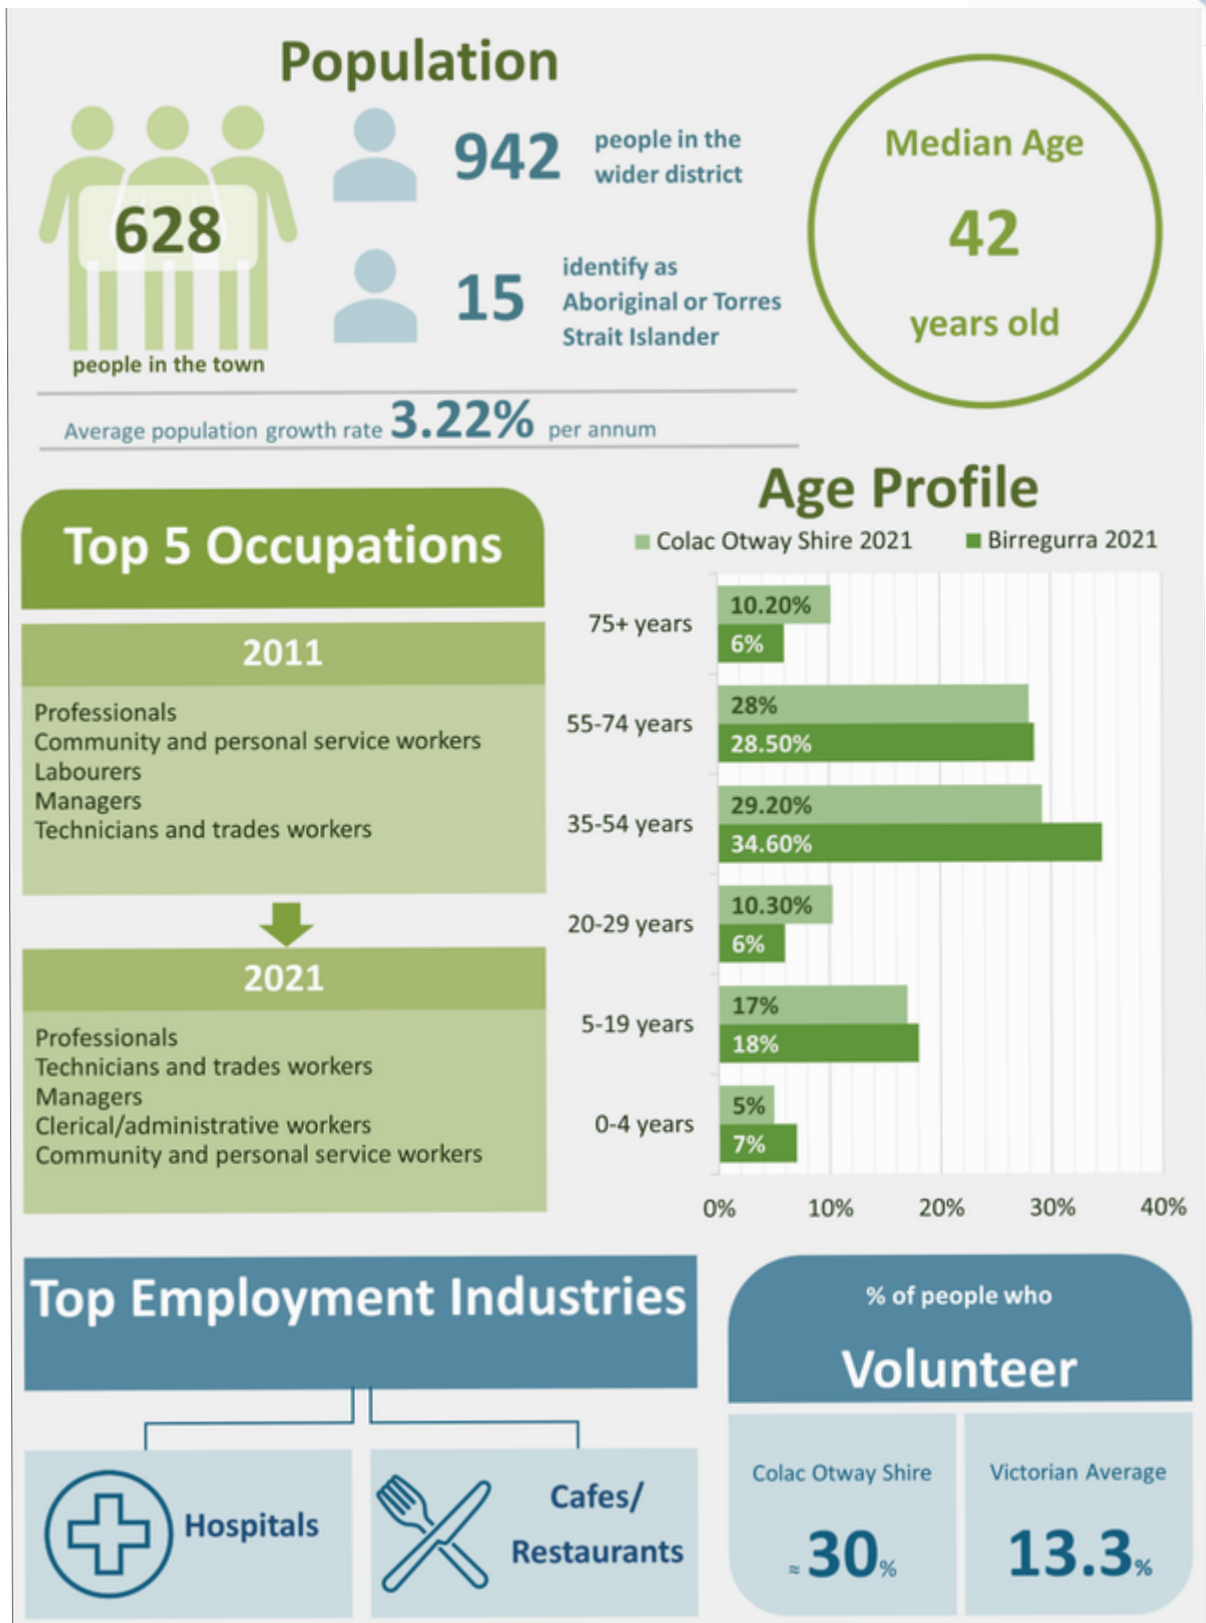 Population
628
people in the town
942
people in the
wider district
15
identify as
Aboriginal or Torres
Strait Islander
Median Age
42
years old
Average population growth rate 3.22% per annum
Top 5 Occupations
2011
Professionals
Community and personal service workers
Labourers
Managers
Technicians and trades workers
2021
Professionals
Technicians and trades workers
Managers
Clerical/administrative workers
Community and personal service workers
Age Profile
Colac Otway Shire 2021 Birregurra 2021
75+ years
10.20%
6%
55-74 years
28%
28.50%
35-54 years
29.20%
34.60%
20-29 years
10.30%
6%
5-19 years
17%
18%
0-4 years
5%
7%
0% 10% 20% 30% 40%
Top Employment Industries
Hospitals
Cafes/
Restaurants
% of people who
Volunteer
Colac Otway Shire
≈ 30%
Victorian Average
13.3%